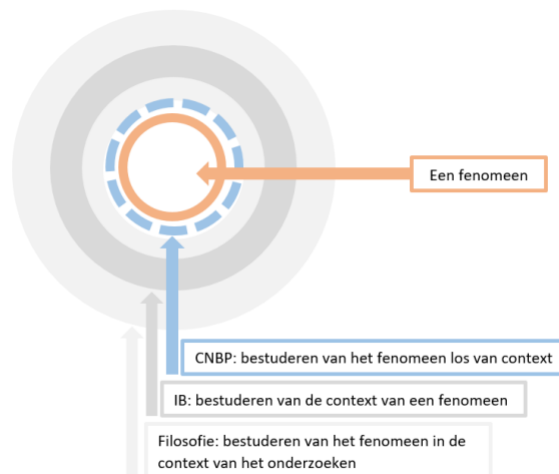 Een fenomeen
CNBP: bestuderen van het fenomeen los van context
IB: bestuderen van de context van een fenomeen
Filosofie: bestuderen van het fenomeen in de
context van het onderzoeken